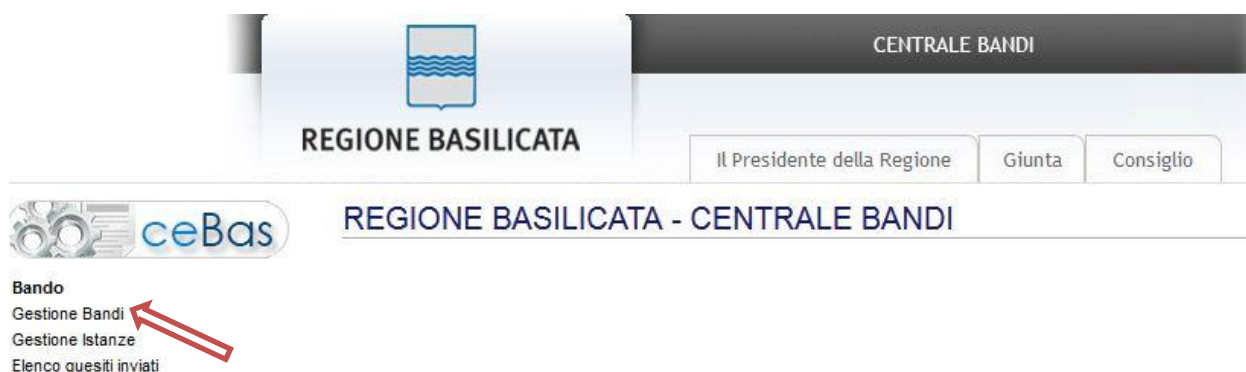 CENTRALE BANDI
REGIONE BASILICATA
Il Presidente della Regione
Giunta
Consiglio
ceBas
REGIONE BASILICATA - CENTRALE BANDI
Bando
Gestione Bandi
Gestione Istanze
Elenco quesiti inviati